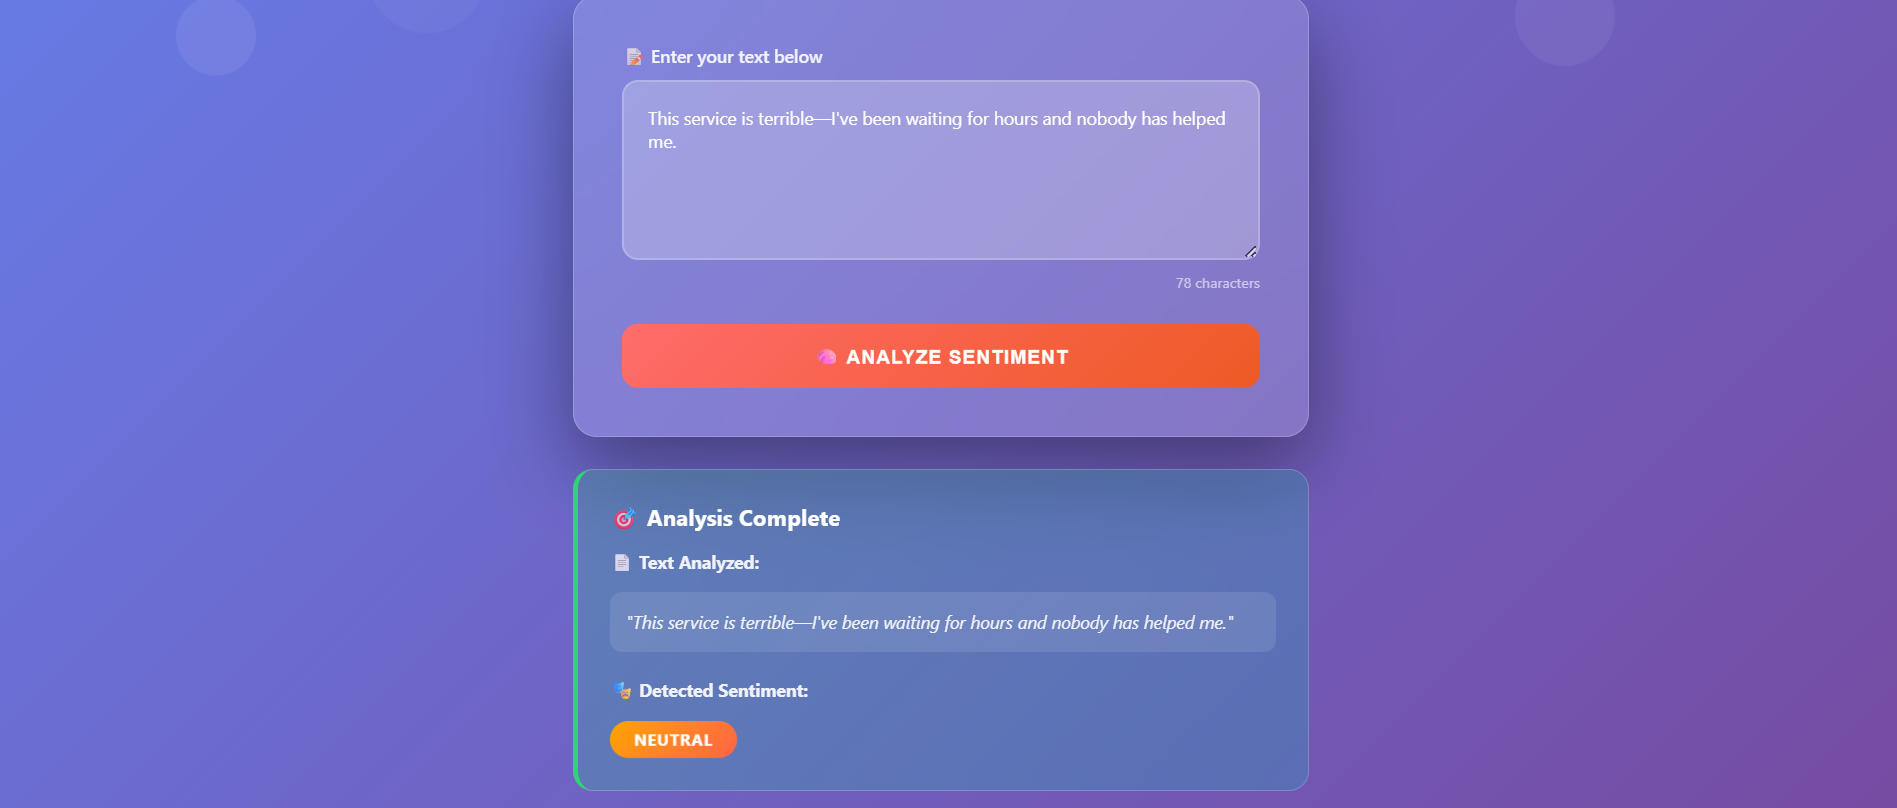 📝 Enter your text below
This service is terrible—I've been waiting for hours and nobody has helped
me.
78 characters
🧠 ANALYZE SENTIMENT
🎯 Analysis Complete
📄 Text Analyzed:
"This service is terrible—I've been waiting for hours and nobody has helped me."
🎭 Detected Sentiment:
NEUTRAL